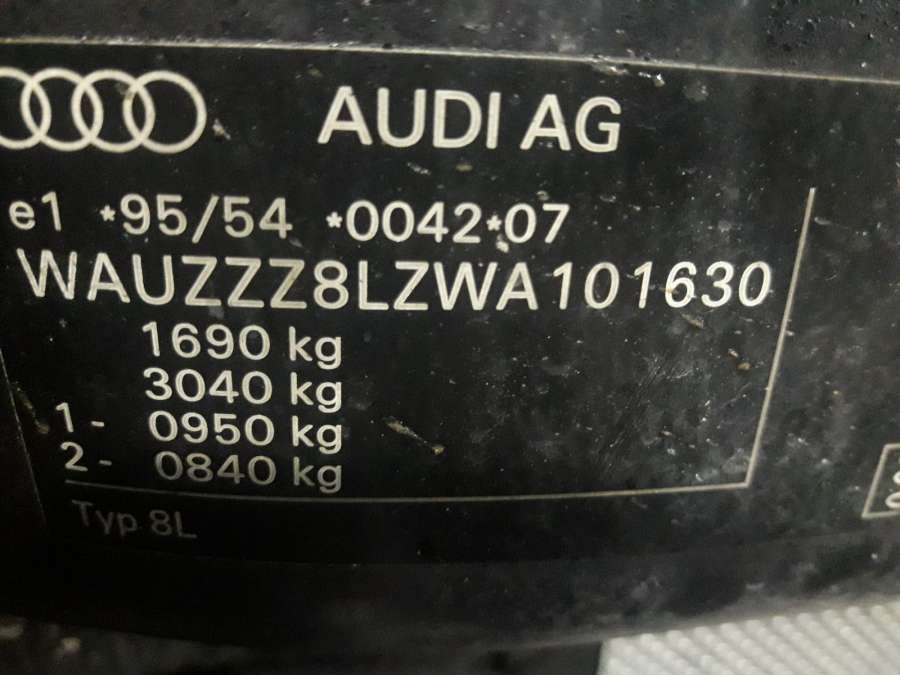 AUDI AG
e1 *95/54 *0042*07
WAUZZZ8LZWA101630
1690 kg
3040 kg
1- 0950 kg
2- 0840 kg
Typ 8L